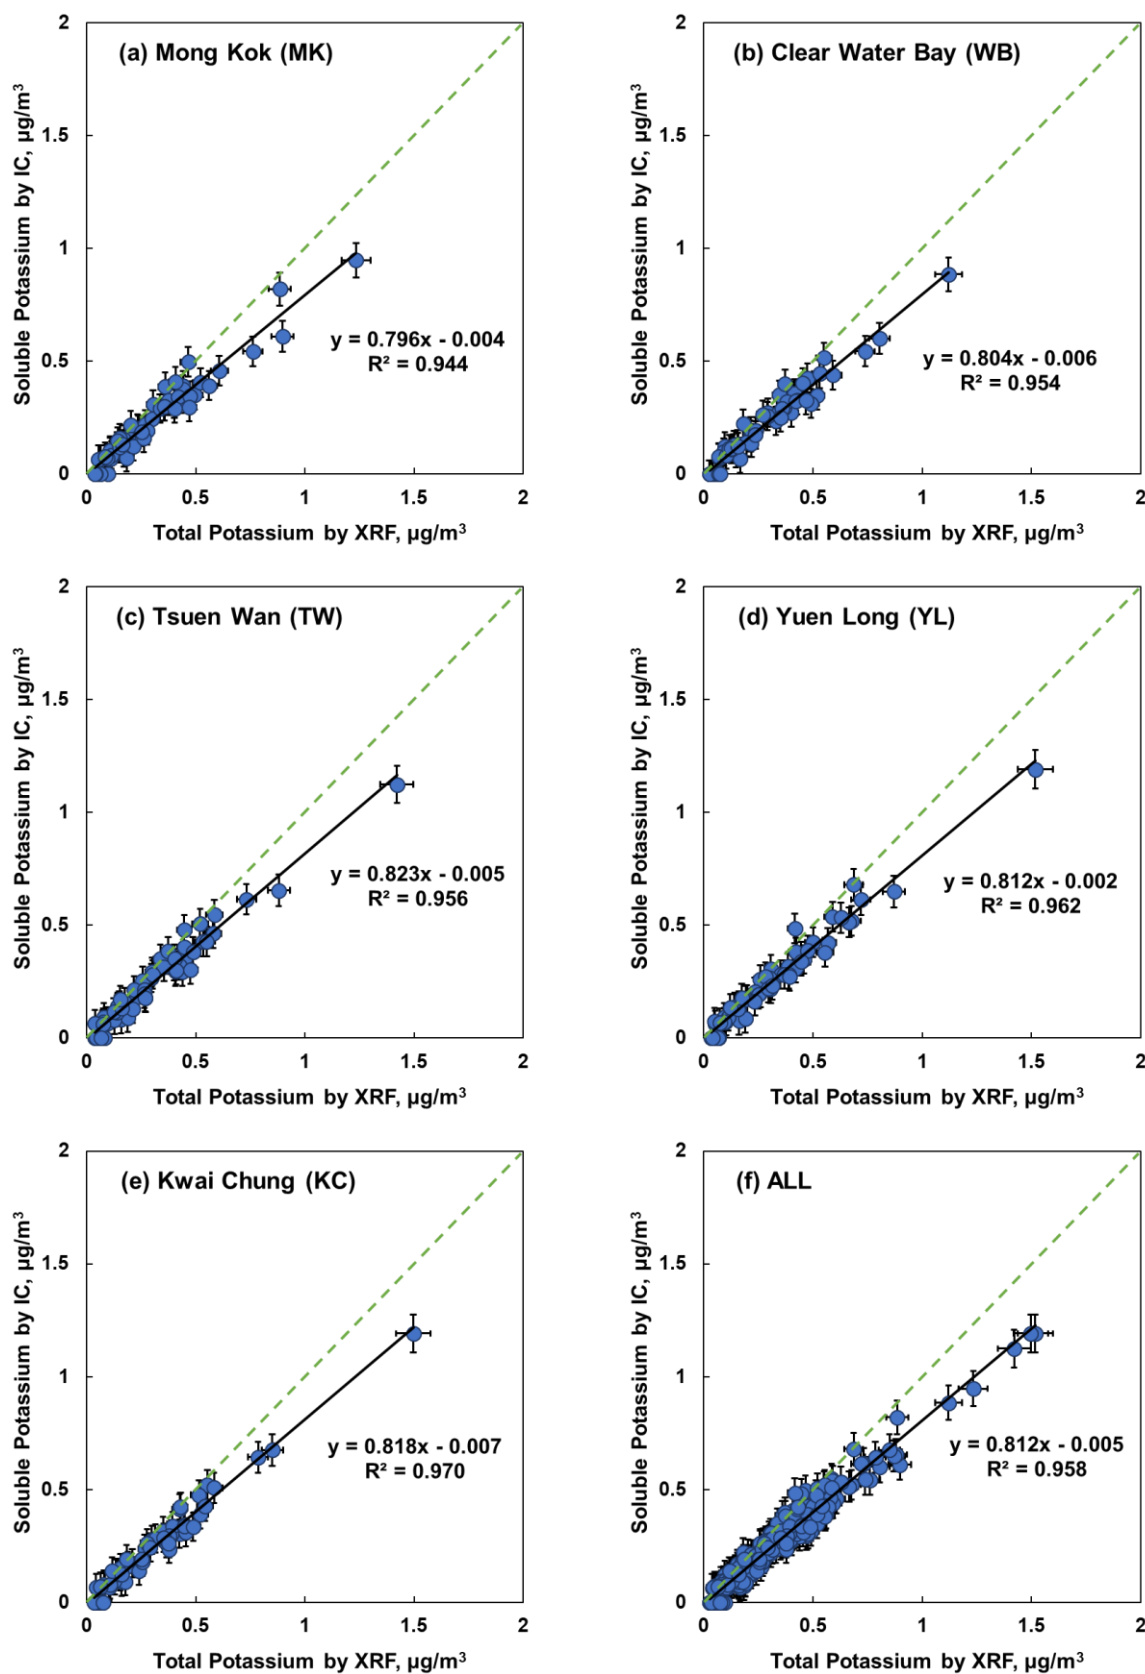 (a) Mong Kok (MK)
Soluble Potassium by IC, µg/m³
2
1.5
1
0.5
0
y = 0.796x - 0.004
R² = 0.944
0 0.5 1 1.5 2
Total Potassium by XRF, µg/m³
(b) Clear Water Bay (WB)
Soluble Potassium by IC, µg/m³
2
1.5
1
0.5
0
y = 0.804x - 0.006
R² = 0.954
0 0.5 1 1.5 2
Total Potassium by XRF, µg/m³
(c) Tsuen Wan (TW)
Soluble Potassium by IC, µg/m³
2
1.5
1
0.5
0
y = 0.823x - 0.005
R² = 0.956
0 0.5 1 1.5 2
Total Potassium by XRF, µg/m³
(d) Yuen Long (YL)
Soluble Potassium by IC, µg/m³
2
1.5
1
0.5
0
y = 0.812x - 0.002
R² = 0.962
0 0.5 1 1.5 2
Total Potassium by XRF, µg/m³
(e) Kwai Chung (KC)
Soluble Potassium by IC, µg/m³
2
1.5
1
0.5
0
y = 0.818x - 0.007
R² = 0.970
0 0.5 1 1.5 2
Total Potassium by XRF, µg/m³
(f) ALL
Soluble Potassium by IC, µg/m³
2
1.5
1
0.5
0
y = 0.812x - 0.005
R² = 0.958
0 0.5 1 1.5 2
Total Potassium by XRF, µg/m³